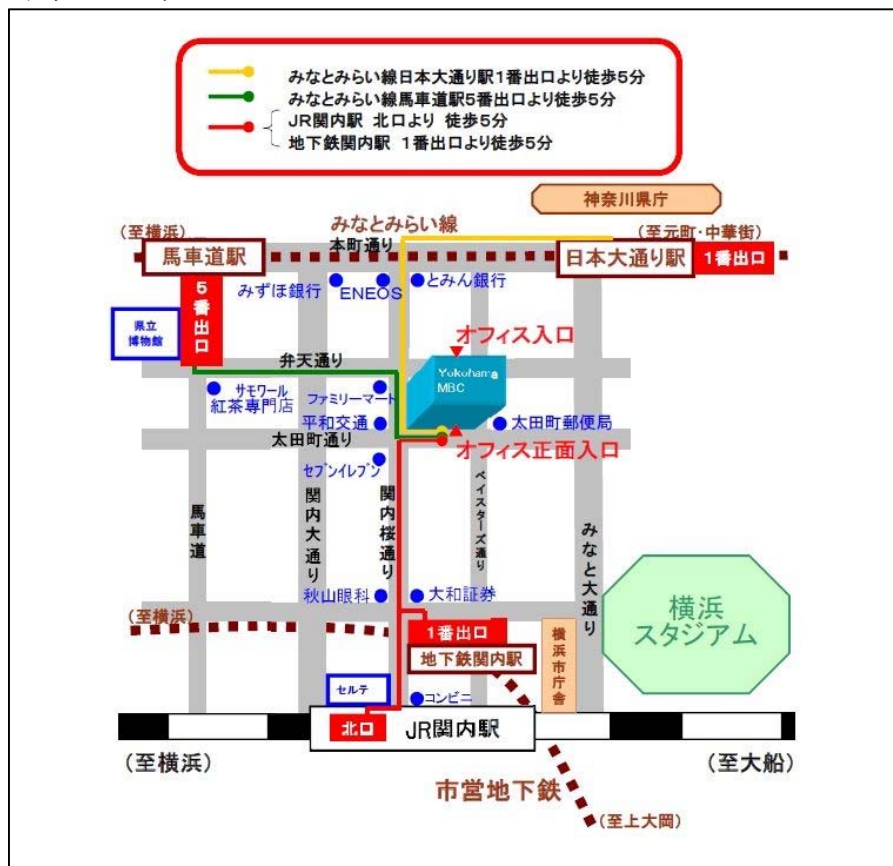 みなとみらい線日本大通り駅1番出口より徒歩5分
みなとみらい線馬車道駅5番出口より徒歩5分
JR関内駅 北口より 徒歩5分
地下鉄関内駅 1番出口より徒歩5分
神奈川県庁
みなとみらい線
(至横浜)
本町通り
(至元町・中華街)
馬車道駅
日本大通り駅
1番出口
5番出口
みずほ銀行
ENEOS
とみん銀行
県立
博物館
オフィス入口
弁天通り
Yokohama
MBC
サモワール
紅茶専門店
ファミリーマート
平和交通
太田町郵便局
太田町通り
オフィス正面入口
セブンイレブン
馬車道
関内大通り
関内桜通り
ベイスターズ通り
みなと大通り
秋山眼科
大和証券
横浜
スタジアム
(至横浜)
1番出口
地下鉄関内駅
横浜市庁舎
セルテ
コンビニ
北口
JR関内駅
(至横浜)
(至大船)
市営地下鉄
(至上大岡)